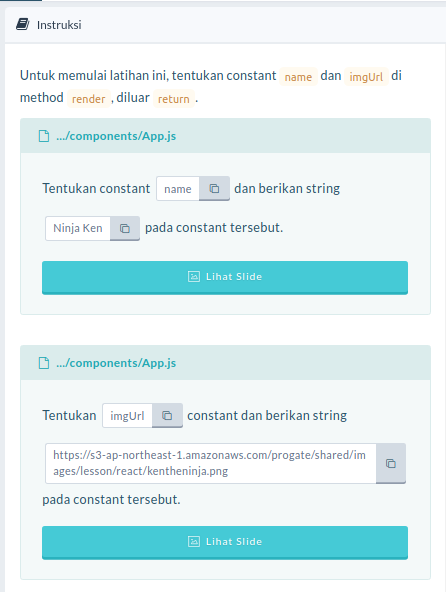 Instruksi
Untuk memulai latihan ini, tentukan constant name dan imgUrl di
method render , diluar return .
.../components/App.js
Tentukan constant name dan berikan string
Ninja Ken pada constant tersebut.
Lihat Slide
.../components/App.js
Tentukan imgUrl constant dan berikan string
https://s3-ap-northeast-1.amazonaws.com/progate/shared/im
ages/lesson/react/kentheninja.png
pada constant tersebut.
Lihat Slide